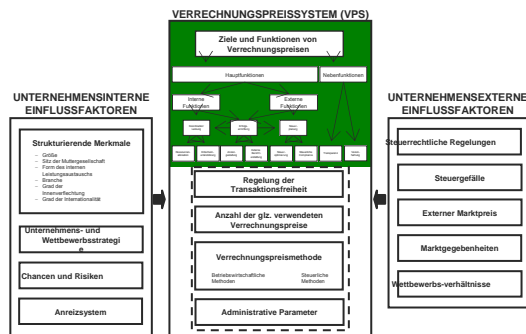 VERRECHNUNGSPREISSYSTEM (VPS)
Ziele und Funktionen von
Verrechnungspreisen
Hauptfunktionen
Nebenfunktionen
Interne
Funktionen
Externe
Funktionen
Regelung der
Transaktionsfreiheit
Anzahl der glz. verwendeten
Verrechnungspreise
Verrechnungspreismethode
Betriebswirtschaftliche
Methoden
Steuerliche
Methoden
Administrative Parameter
UNTERNEHMENSINTERNE
EINFLUSSFAKTOREN
Strukturierende Merkmale
– Größe
– Sitz der Muttergesellschaft
– Form des internen
Leistungsaustauschs
– Branche
– Grad der
Innenverflechtung
– Grad der Internationalität
Unternehmens- und
Wettbewerbsstrategi
e
Chancen und Risiken
Anreizsystem
UNTERNEHMENSEXTERNE
EINFLUSSFAKTOREN
Steuerrechtliche Regelungen
Steuergefälle
Externer Marktpreis
Marktgegebenheiten
Wettbewerbs-verhältnisse